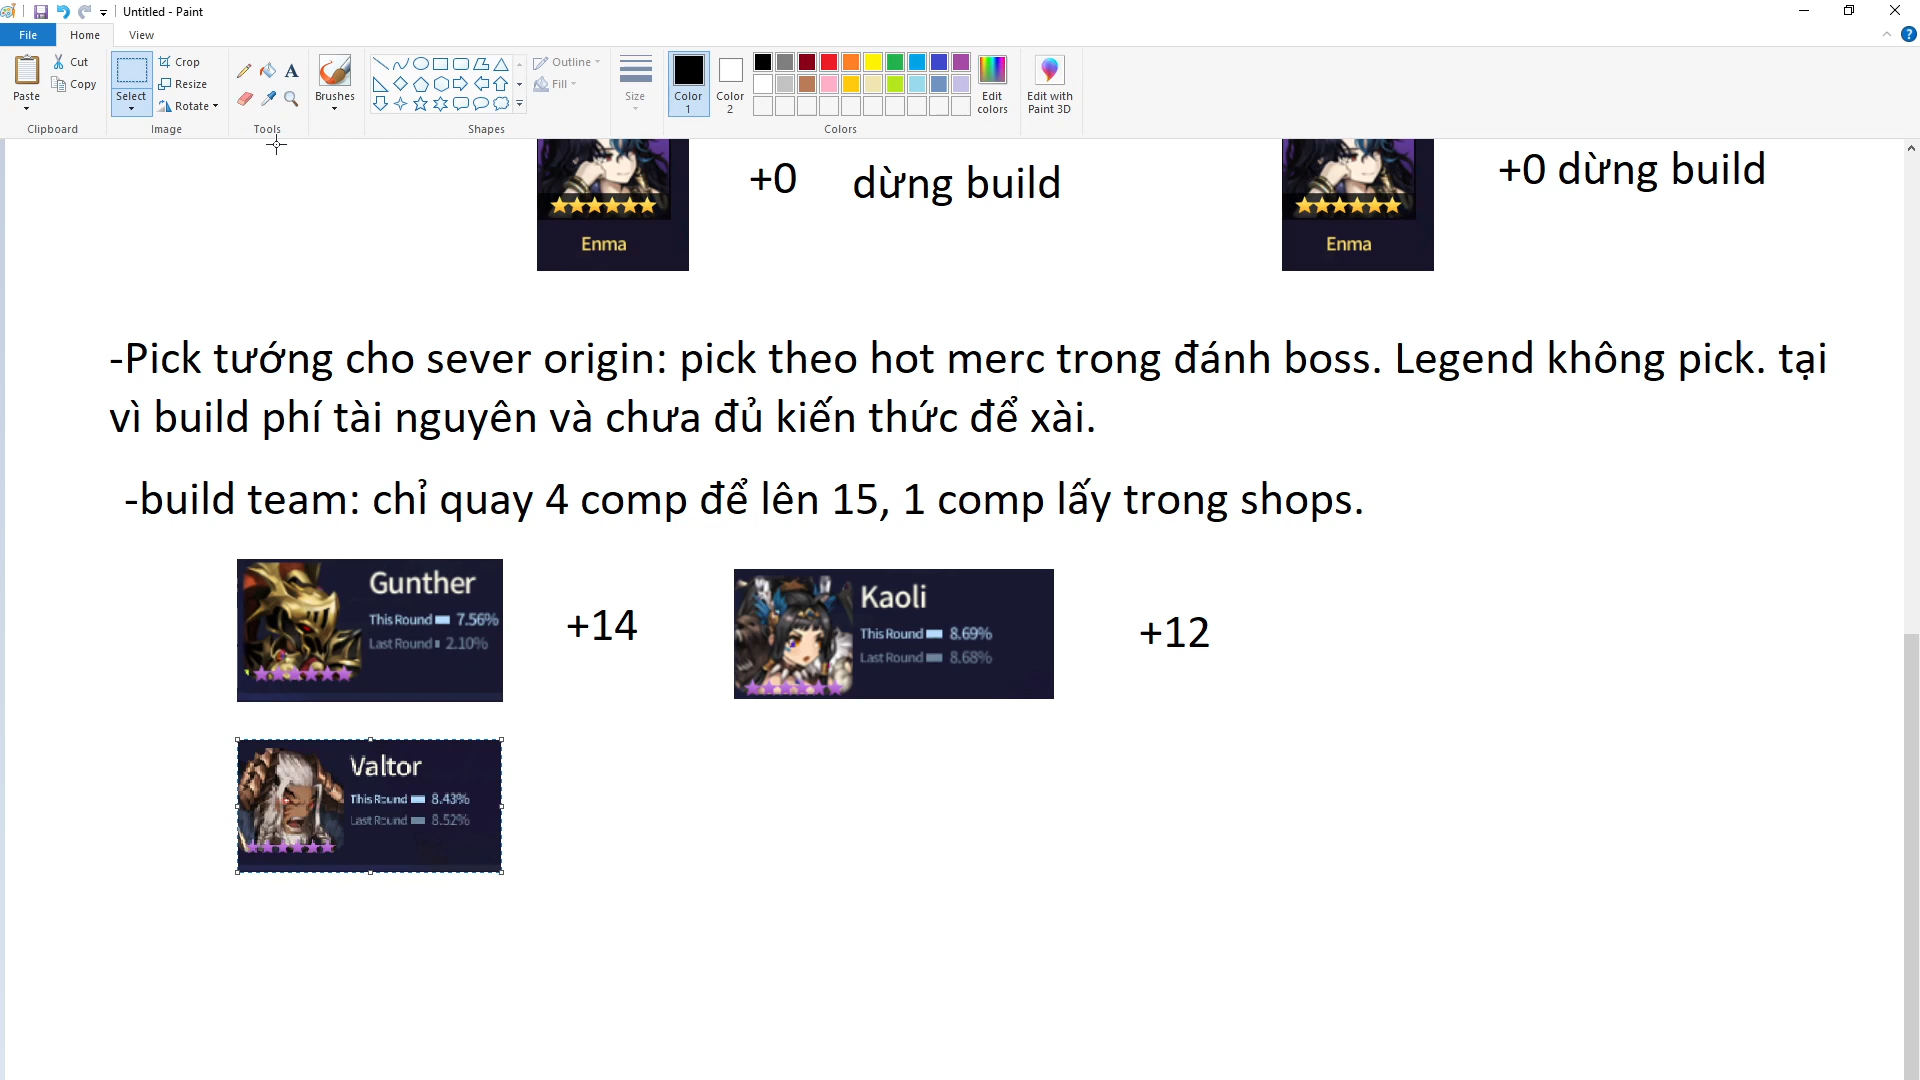 Untitled - Paint
File Home View
Paste
Cut
Copy
Clipboard
Select
Crop
Resize
Rotate
Image
Tools
Brushes
Shapes
Outline
Fill
Size
Color 1
Color 2
Colors
Edit colors
Edit with Paint 3D
+0 dừng build
+0 dừng build
Enma
Enma
-Pick tướng cho sever origin: pick theo hot merc trong đánh boss. Legend không pick. tại
vì build phí tài nguyên và chưa đủ kiến thức để xài.
-build team: chỉ quay 4 comp để lên 15, 1 comp lấy trong shops.
Gunther
This Round 7.56%
Last Round 2.10%
+14
Kaoli
This Round 8.69%
Last Round 8.68%
+12
Valtor
This Round 8.43%
Last Round 8.52%